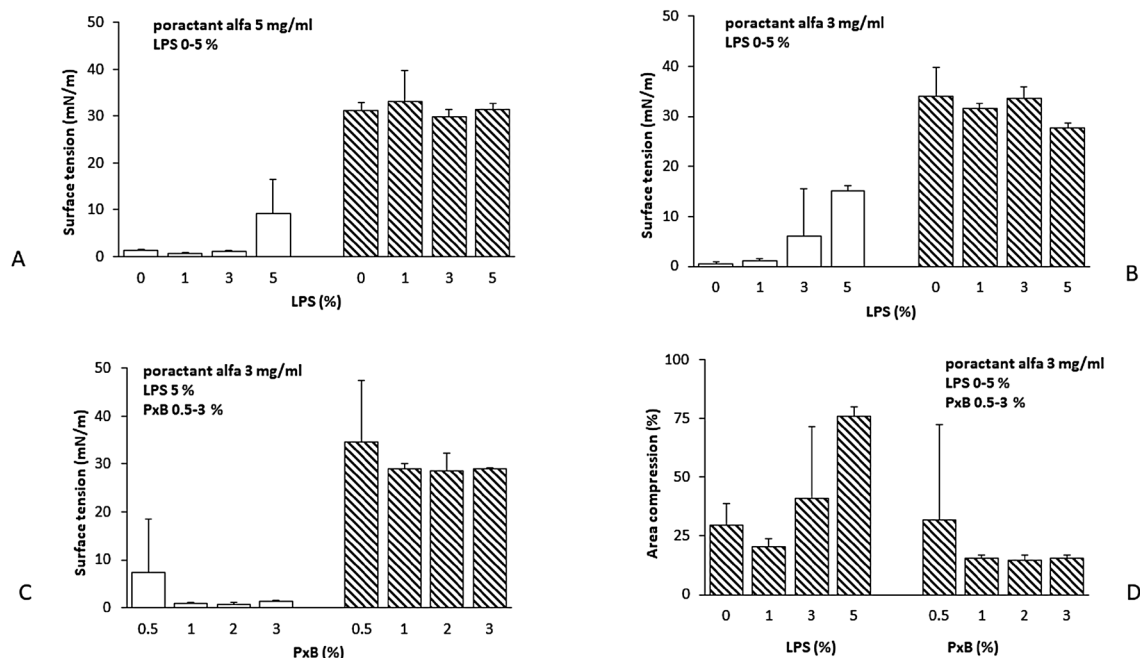 poractant alfa 5 mg/ml
LPS 0-5 %
Surface tension (mN/m)
50
40
30
20
10
0
0 1 3 5 0 1 3 5
LPS (%)
A
poractant alfa 3 mg/ml
LPS 0-5 %
Surface tension (mN/m)
50
40
30
20
10
0
0 1 3 5 0 1 3 5
LPS (%)
B
poractant alfa 3 mg/ml
LPS 5 %
PxB 0.5-3 %
Surface tension (mN/m)
50
40
30
20
10
0
0.5 1 2 3 0.5 1 2 3
PxB (%)
C
poractant alfa 3 mg/ml
LPS 0-5 %
PxB 0.5-3 %
Area compression (%)
100
75
50
25
0
0 1 3 5 0.5 1 2 3
LPS (%) PxB (%)
D